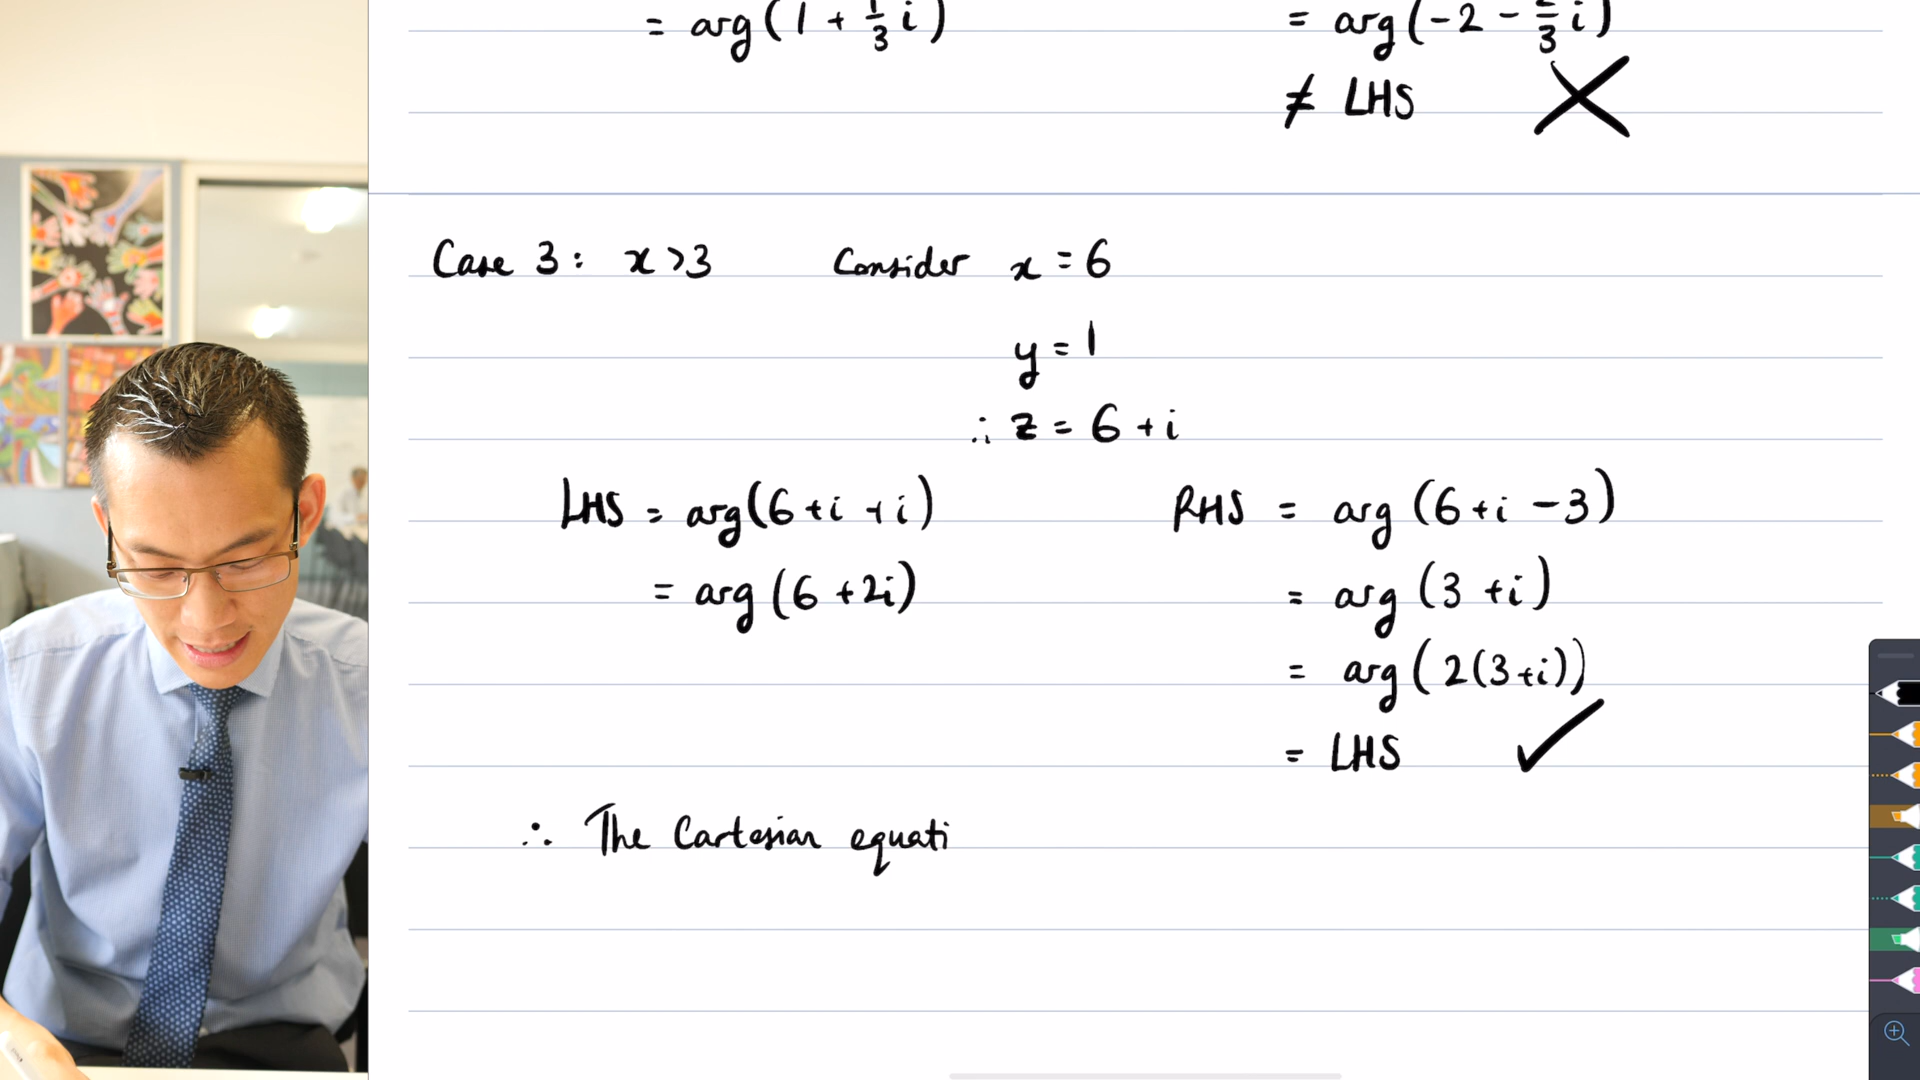 = arg(1 + 1/3 i)
= arg(-2 - 2/3 i)
≠ LHS
Case 3: x>3 Consider x = 6
y = 1
∴ z = 6 + i
LHS = arg(6+i+i)
= arg(6+2i)
RHS = arg(6+i-3)
= arg(3+i)
= arg(2(3+i))
= LHS ✓
∴ The Cartesian equati